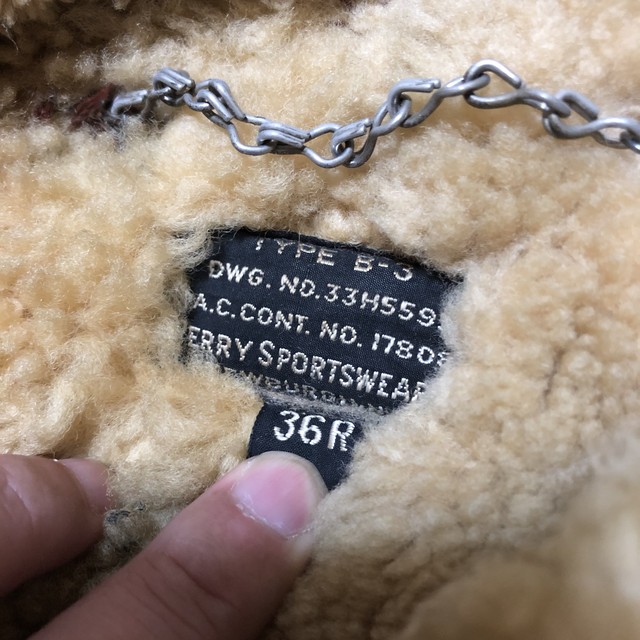 TYPE B-3
DWG. NO. 33H559
A.C. CONT. NO. 1780
ERRY SPORTSWEAR
36R